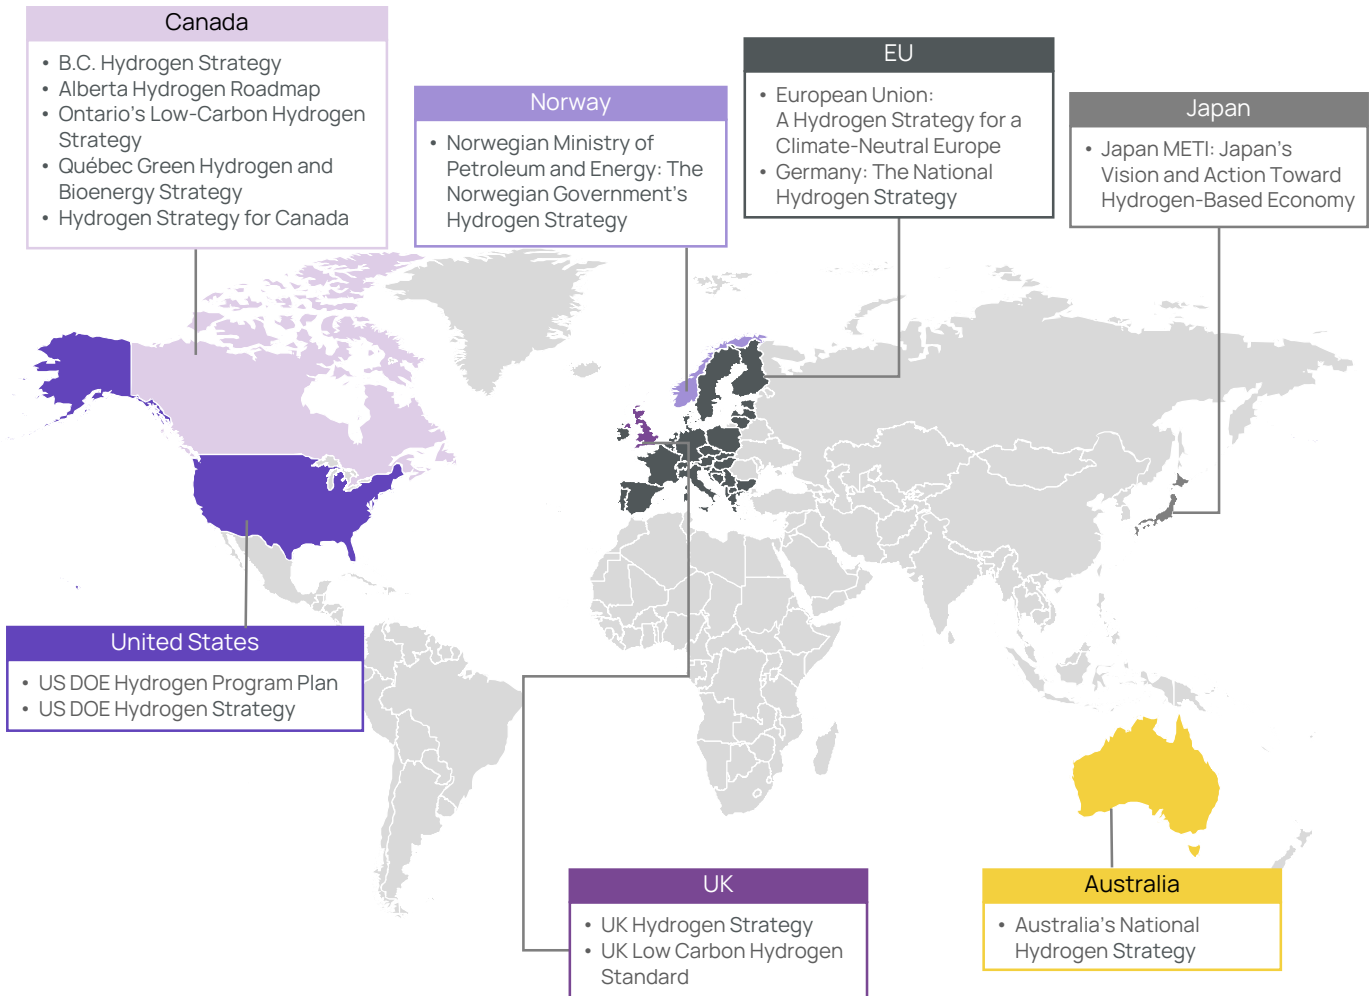 Canada
• B.C. Hydrogen Strategy
• Alberta Hydrogen Roadmap
• Ontario's Low-Carbon Hydrogen
Strategy
• Québec Green Hydrogen and
Bioenergy Strategy
• Hydrogen Strategy for Canada
Norway
• Norwegian Ministry of
Petroleum and Energy: The
Norwegian Government's
Hydrogen Strategy
EU
• European Union:
A Hydrogen Strategy for a
Climate-Neutral Europe
• Germany: The National
Hydrogen Strategy
Japan
• Japan METI: Japan's
Vision and Action Toward
Hydrogen-Based Economy
United States
• US DOE Hydrogen Program Plan
• US DOE Hydrogen Strategy
UK
• UK Hydrogen Strategy
• UK Low Carbon Hydrogen
Standard
Australia
• Australia's National
Hydrogen Strategy